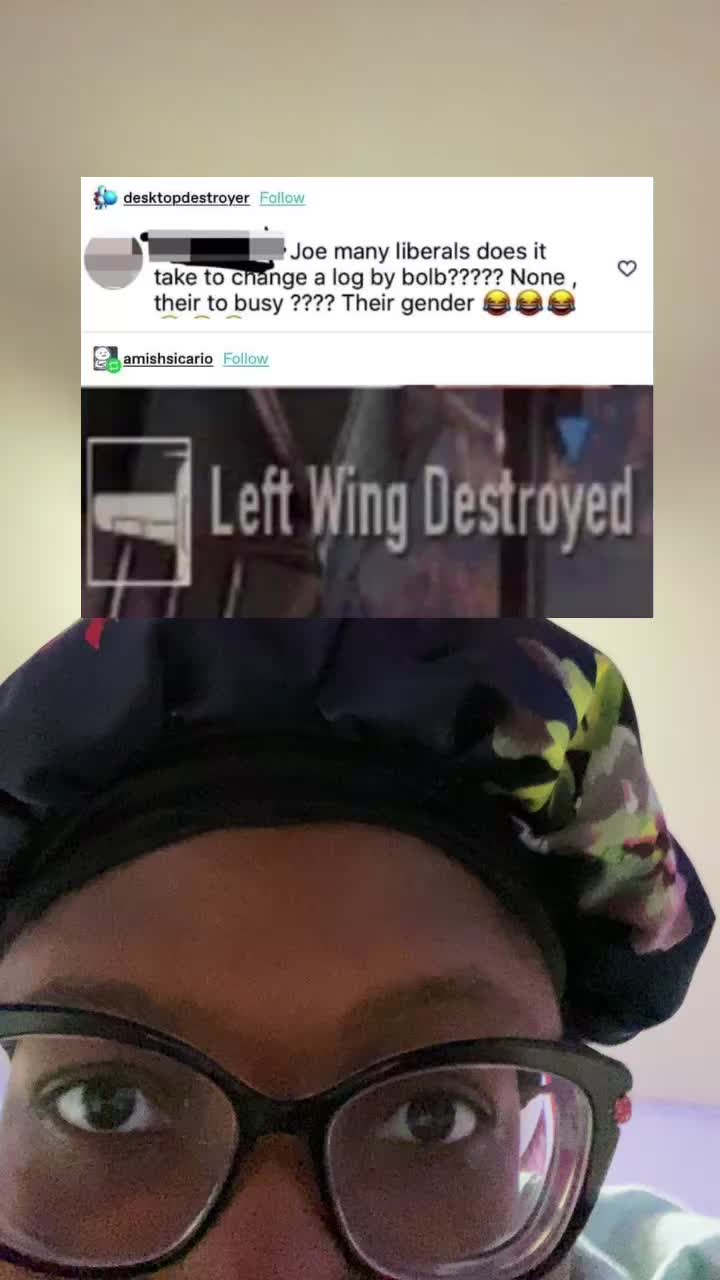 desktopdestroyer Follow
Joe many liberals does it
take to change a log by bolb????? None ,
their to busy ???? Their gender 😂😂😂
amishsicario Follow
Left Wing Destroyed